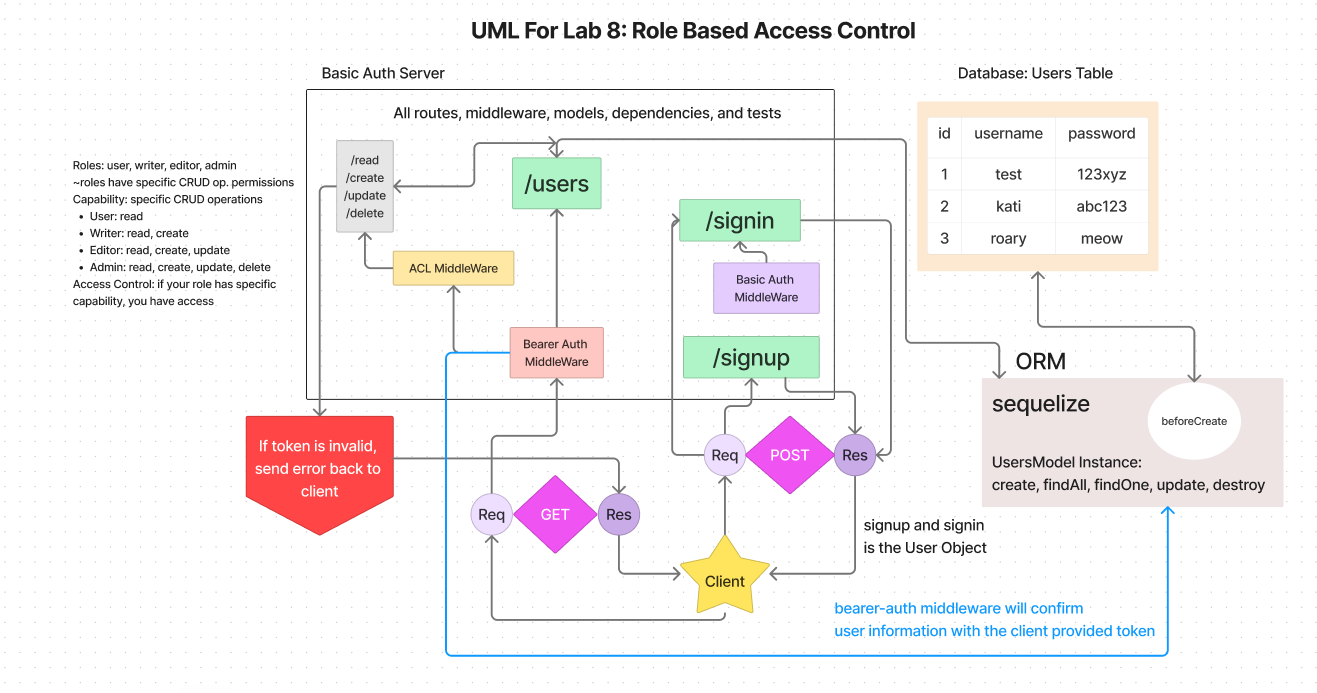 UML For Lab 8: Role Based Access Control
Basic Auth Server
Database: Users Table
All routes, middleware, models, dependencies, and tests
id username password
1 test 123xyz
2 kati abc123
3 roary meow
Roles: user, writer, editor, admin
~roles have specific CRUD op. permissions
Capability: specific CRUD operations
• User: read
• Writer: read, create
• Editor: read, create, update
• Admin: read, create, update, delete
Access Control: if your role has specific
capability, you have access
/read
/create
/update
/delete
/users
/signin
ACL MiddleWare
Basic Auth
MiddleWare
Bearer Auth
MiddleWare
/signup
ORM
sequelize
beforeCreate
UsersModel Instance:
create, findAll, findOne, update, destroy
If token is invalid,
send error back to
client
Req
POST
Res
Req
GET
Res
signup and signin
is the User Object
Client
bearer-auth middleware will confirm
user information with the client provided token